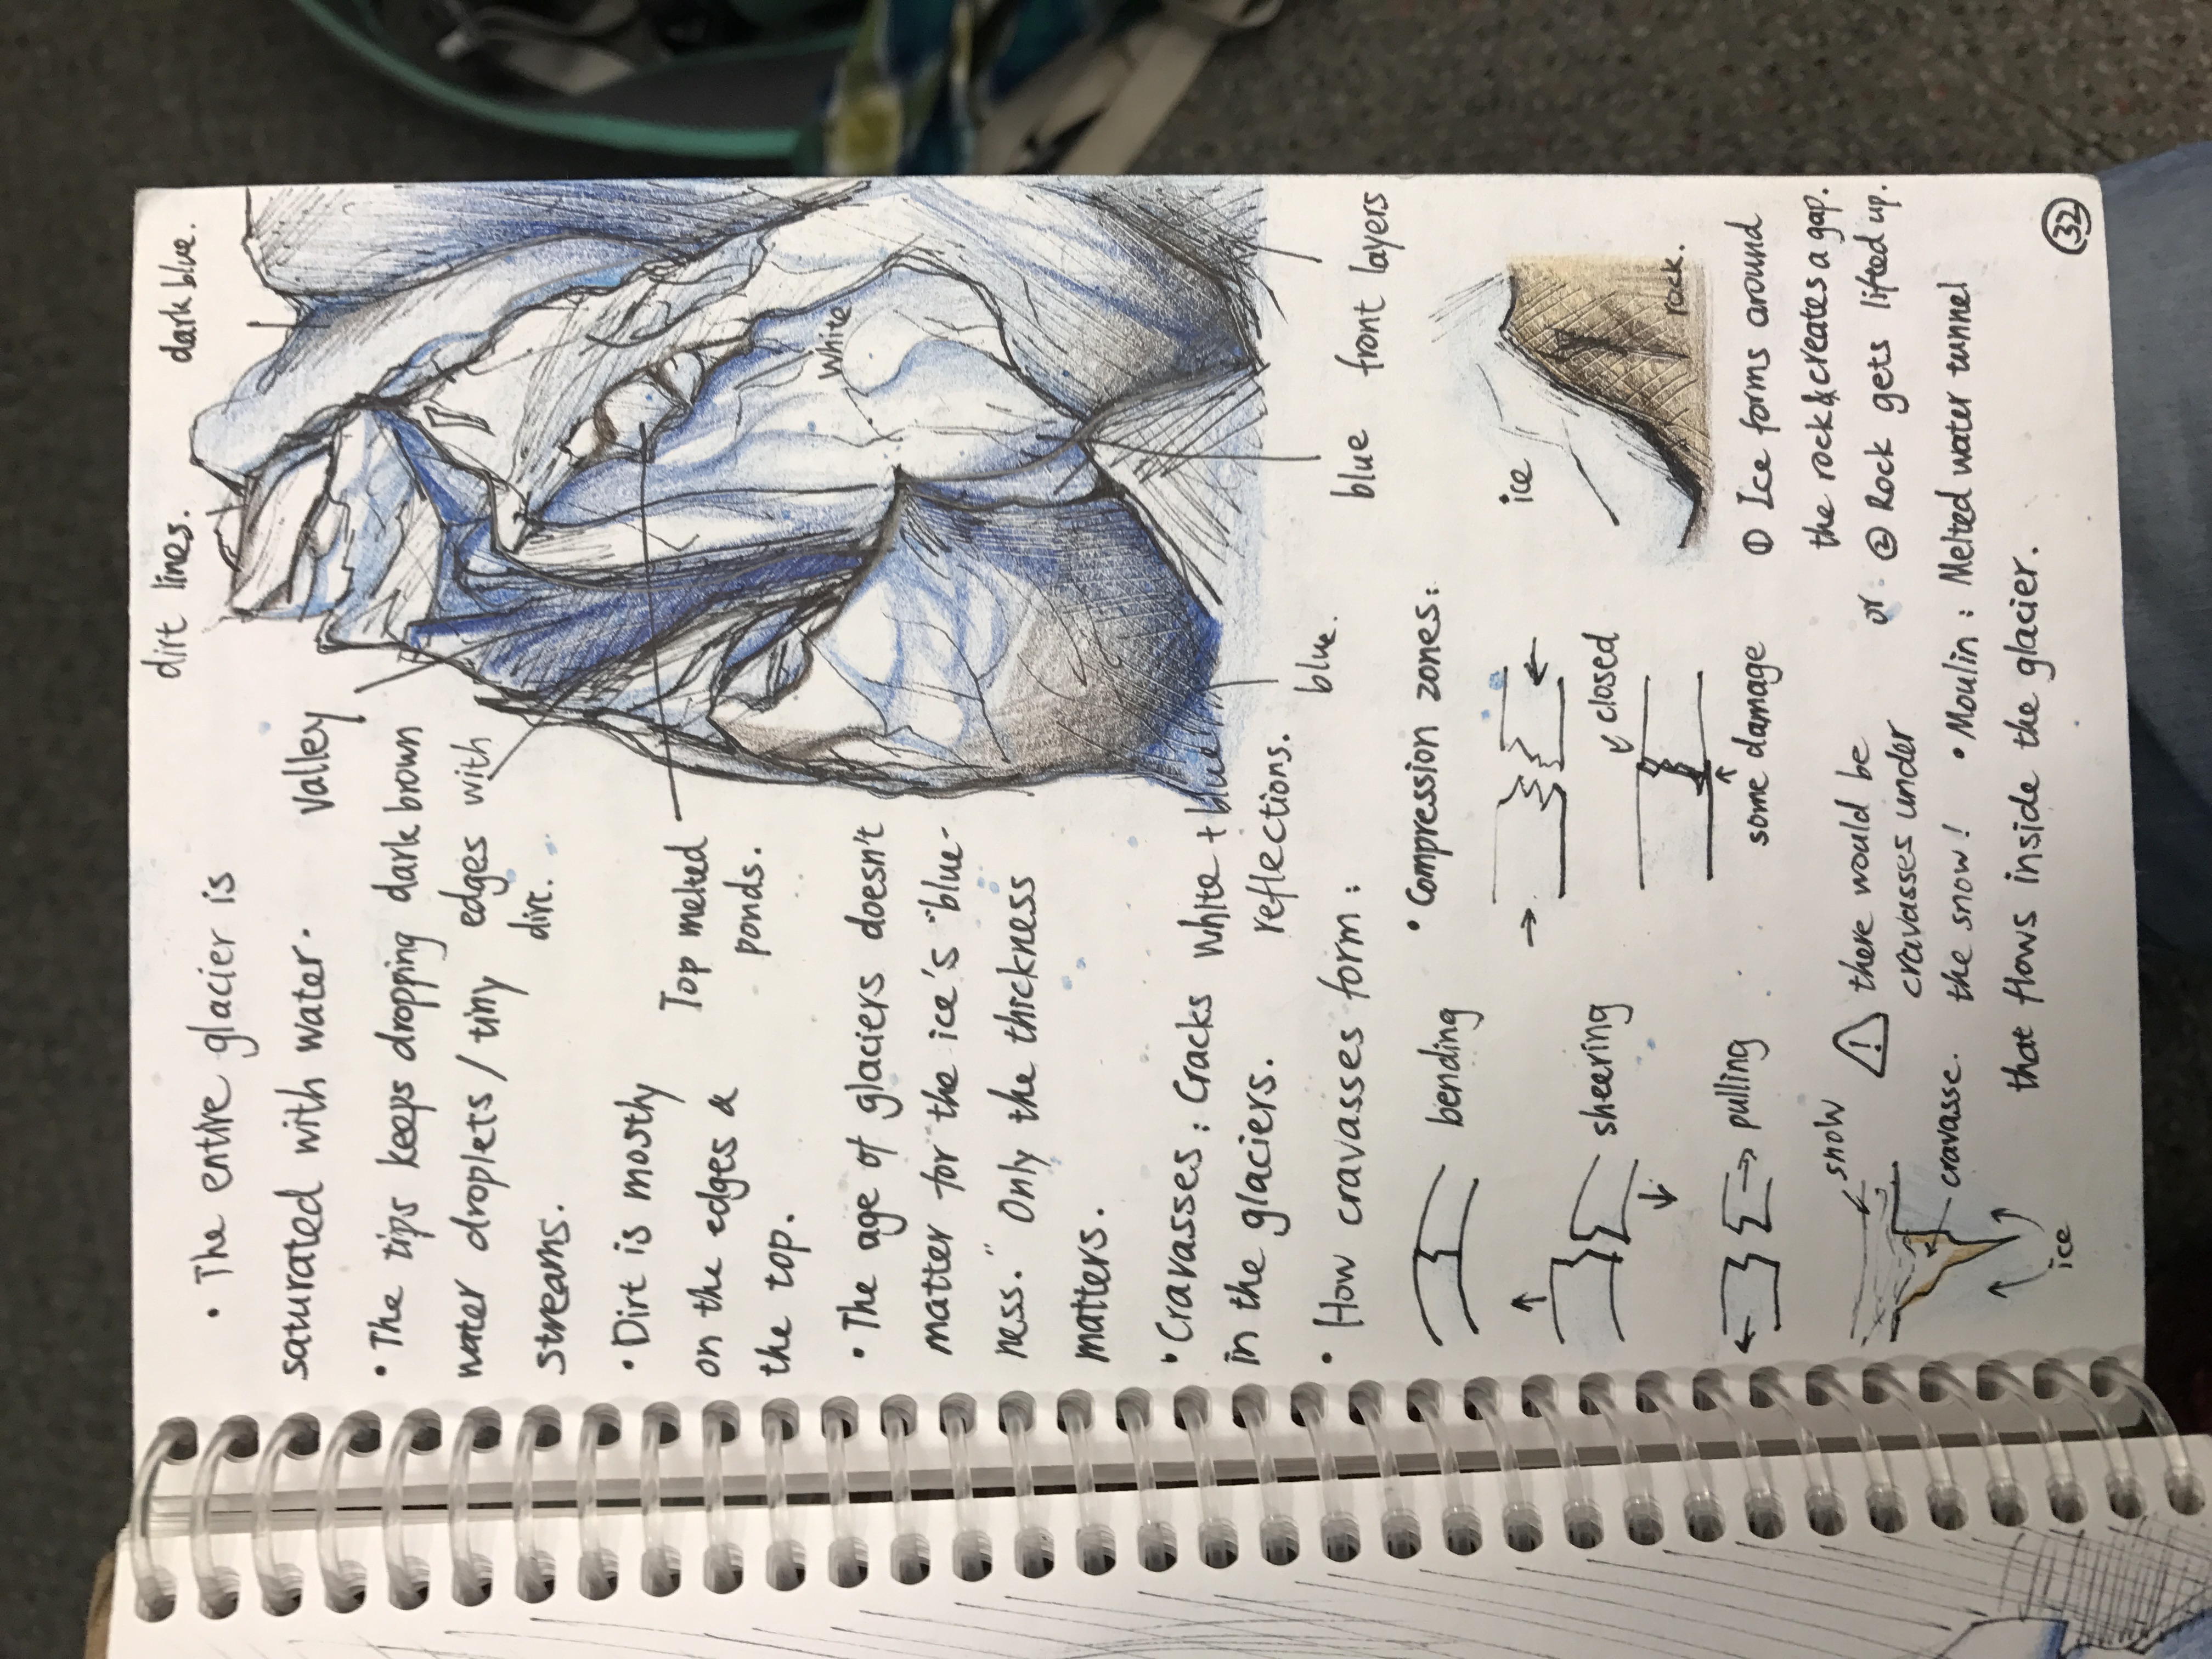 dirt lines.
dark blue.
• The entire glacier is
saturated with water.
valley
• The tips keeps dropping
water droplets / tiny
streams.
dark brown
edges with
dirt.
• Dirt is mostly
on the edges &
the top.
Top melted
ponds.
White
• The age of glaciers doesn't
matter for the ice's "blue-
ness." Only the thickness
matters.
• Cravasses : Cracks
in the glaciers.
white + blue
reflections.
blue.
blue
front layers
• How cravasses form :
bending
sheering
pulling
• Compression zones :
closed
some damage
ice
rock.
① Ice forms around
the rock & creates a gap.
or ② Rock gets lifted up.
snow
cravasse.
ice
! there would be
cravasses under
the snow !
• Moulin : Melted water tunnel
that flows inside the glacier.
32